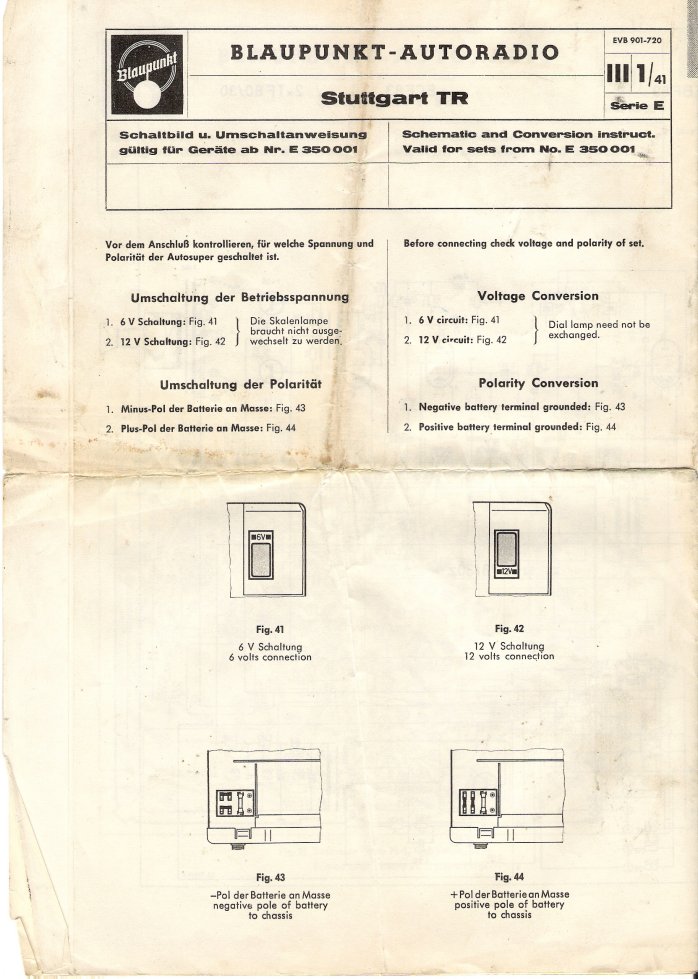 Blaupunkt
BLAUPUNKT-AUTORADIO
Stuttgart TR
EVB 901-720
III 1/41
Serie E
Schaltbild u. Umschaltanweisung
gültig für Geräte ab Nr. E 350 001
Schematic and Conversion instruct.
Valid for sets from No. E 350 001
Vor dem Anschluß kontrollieren, für welche Spannung und
Polarität der Autosuper geschaltet ist.
Umschaltung der Betriebsspannung
1. 6 V Schaltung: Fig. 41
2. 12 V Schaltung: Fig. 42
Die Skalenlampe
braucht nicht ausge-
wechselt zu werden.
Umschaltung der Polarität
1. Minus-Pol der Batterie an Masse: Fig. 43
2. Plus-Pol der Batterie an Masse: Fig. 44
Before connecting check voltage and polarity of set.
Voltage Conversion
1. 6 V circuit: Fig. 41
2. 12 V circuit: Fig. 42
Dial lamp need not be
exchanged.
Polarity Conversion
1. Negative battery terminal grounded: Fig. 43
2. Positive battery terminal grounded: Fig. 44
6V
Fig. 41
6 V Schaltung
6 volts connection
12V
Fig. 42
12 V Schaltung
12 volts connection
Fig. 43
–Pol der Batterie an Masse
negative pole of battery
to chassis
Fig. 44
+Pol der Batterie an Masse
positive pole of battery
to chassis